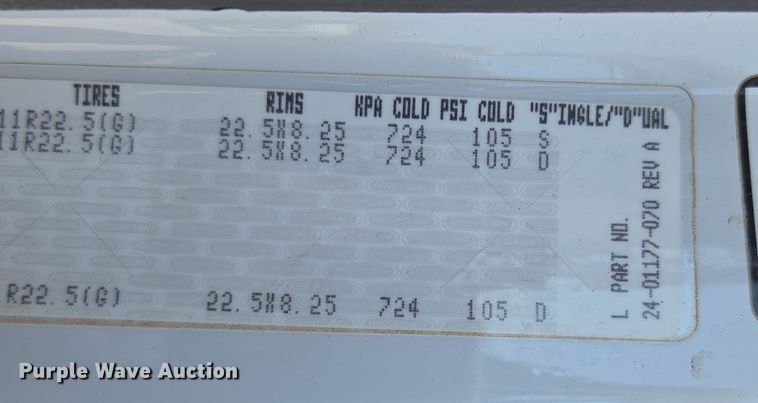 TIRES RIMS KPA COLD PSI COLD "S"INGLE/"D"UAL
11R22.5(G) 22.5X8.25 724 105 S
11R22.5(G) 22.5X8.25 724 105 D
R22.5(G) 22.5X8.25 724 105 D
L PART NO.
24-01177-070 REV A
Purple Wave Auction